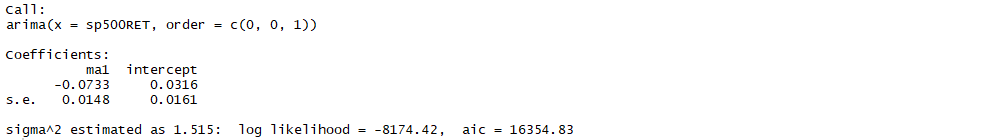 Call:
arima(x = sp500RET, order = c(0, 0, 1))
Coefficients:
ma1 intercept
-0.0733 0.0316
s.e. 0.0148 0.0161
sigma^2 estimated as 1.515: log likelihood = -8174.42, aic = 16354.83